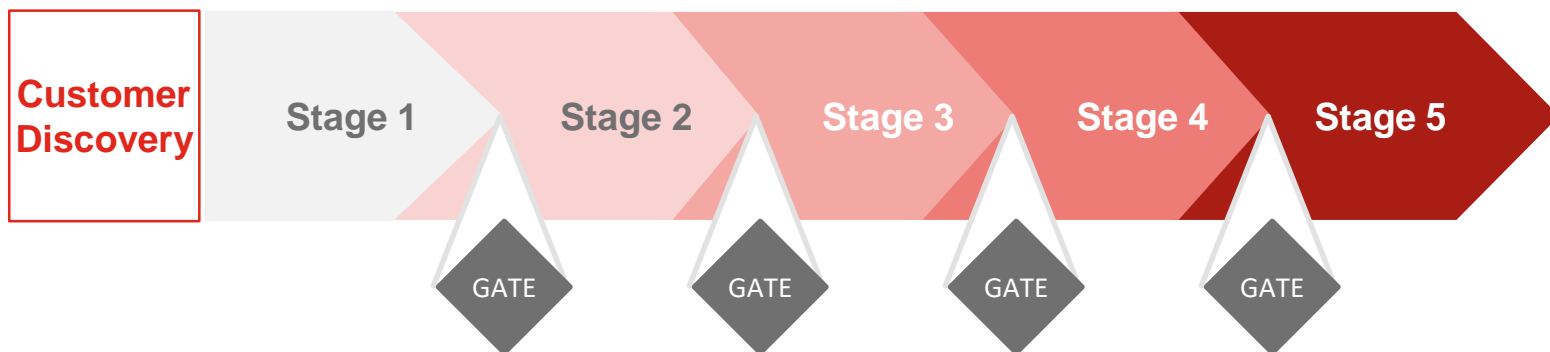 Customer
Discovery
Stage 1
Stage 2
Stage 3
Stage 4
Stage 5
GATE
GATE
GATE
GATE